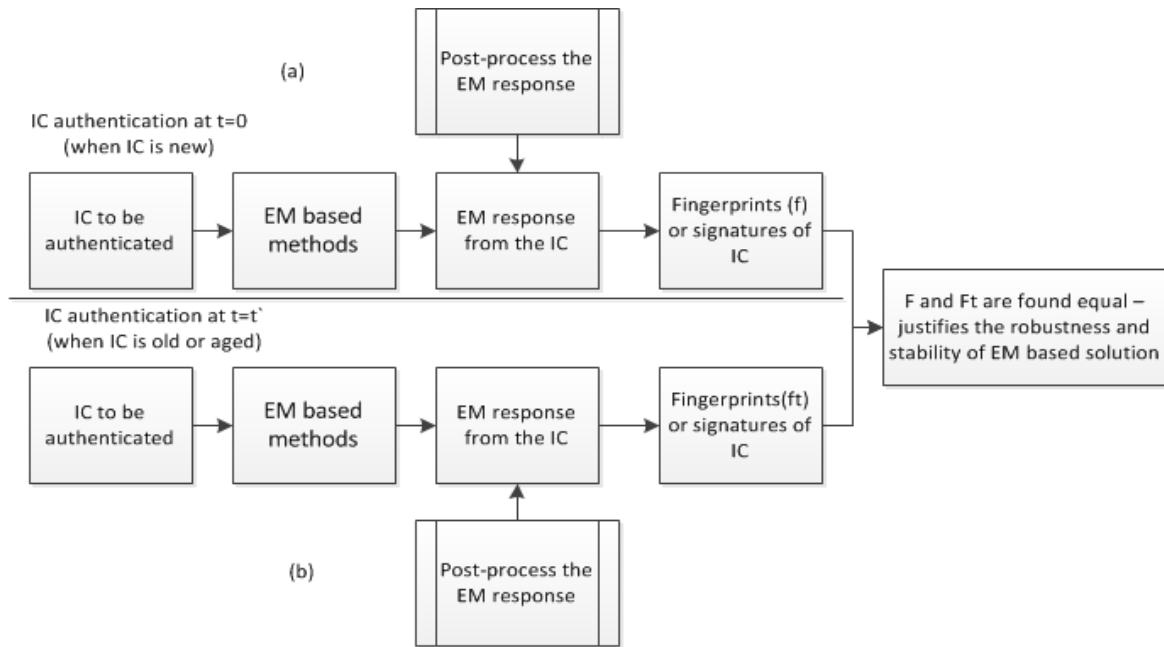 (a)
Post-process the
EM response
IC authentication at t=0
(when IC is new)
IC to be
authenticated
EM based
methods
EM response
from the IC
Fingerprints (f)
or signatures of
IC
F and Ft are found equal –
justifies the robustness and
stability of EM based solution
IC authentication at t=t`
(when IC is old or aged)
IC to be
authenticated
EM based
methods
EM response
from the IC
Fingerprints(ft)
or signatures of
IC
(b)
Post-process the
EM response